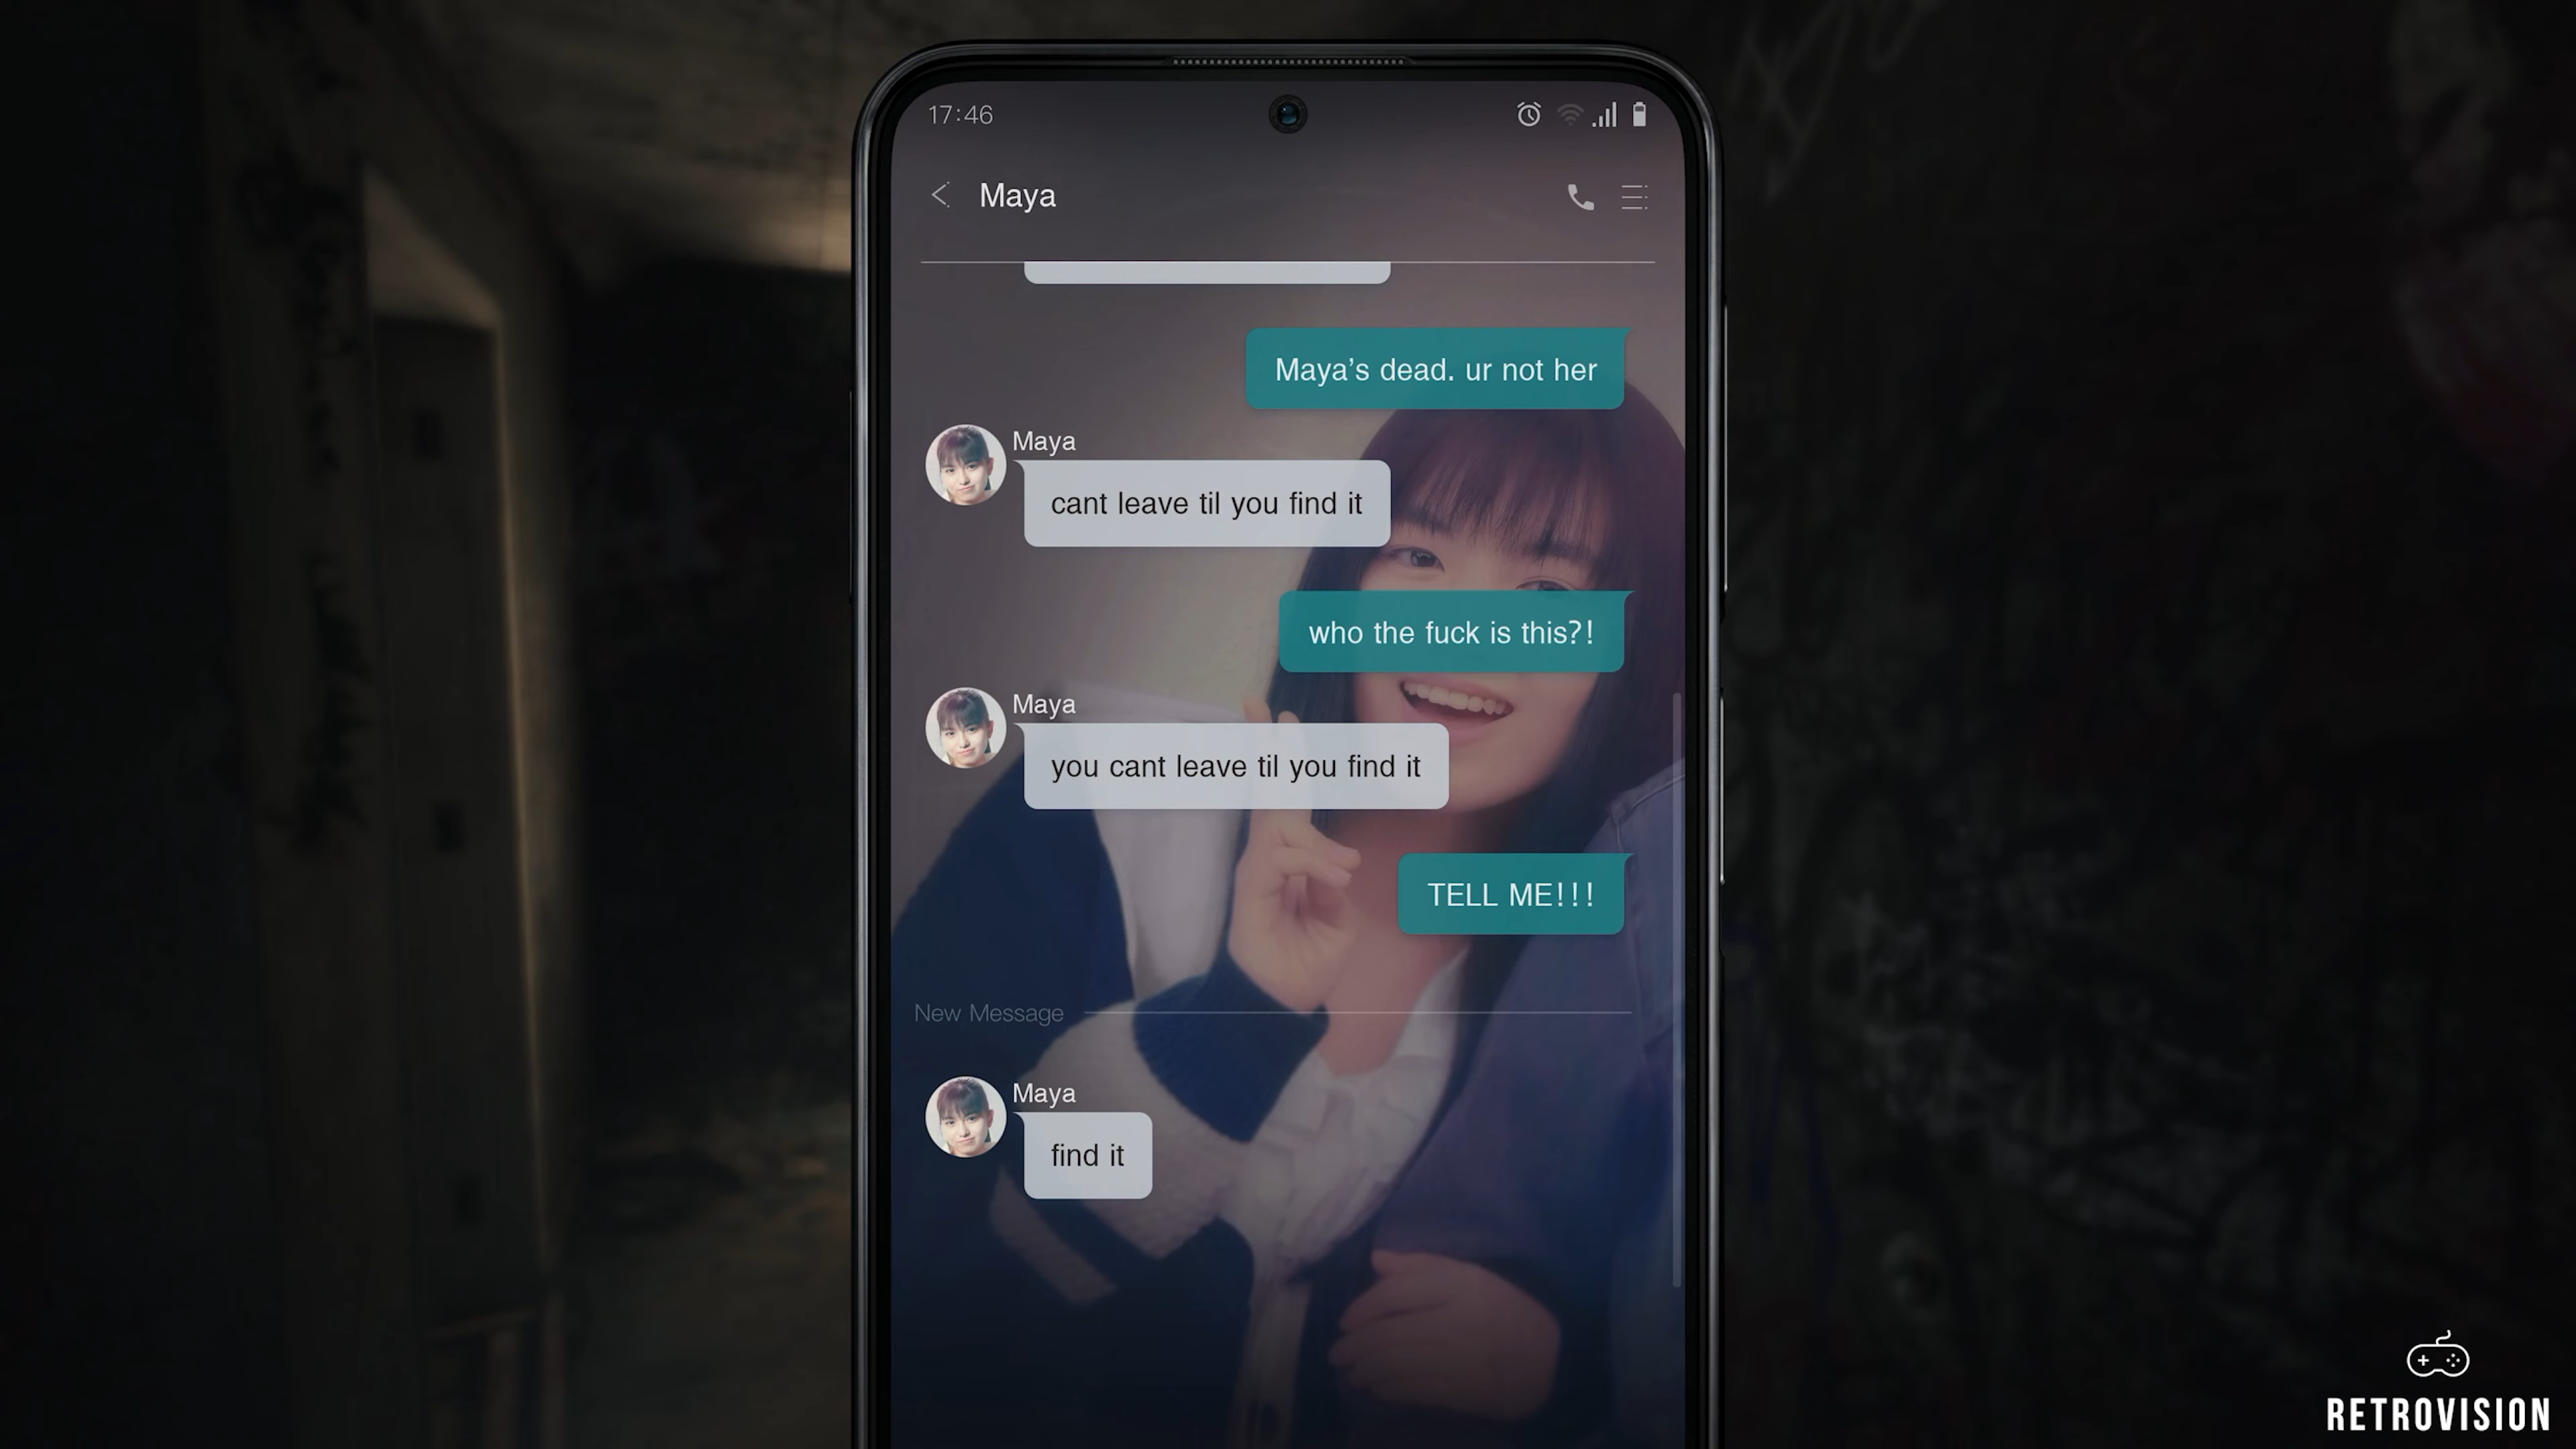 17:46
Maya
Maya’s dead. ur not her
Maya
cant leave til you find it
who the fuck is this?!
Maya
you cant leave til you find it
TELL ME!!!
New Message
Maya
find it
RETROVISION